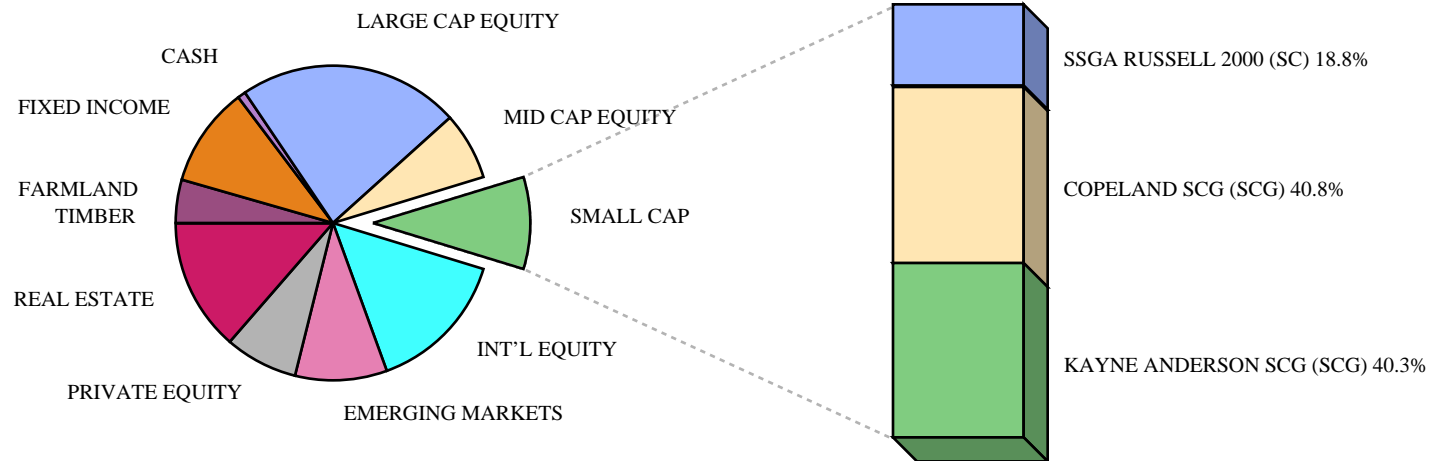 LARGE CAP EQUITY
CASH
FIXED INCOME
MID CAP EQUITY
FARMLAND
TIMBER
SMALL CAP
REAL ESTATE
INT'L EQUITY
PRIVATE EQUITY
EMERGING MARKETS
SSGA RUSSELL 2000 (SC) 18.8%
COPELAND SCG (SCG) 40.8%
KAYNE ANDERSON SCG (SCG) 40.3%